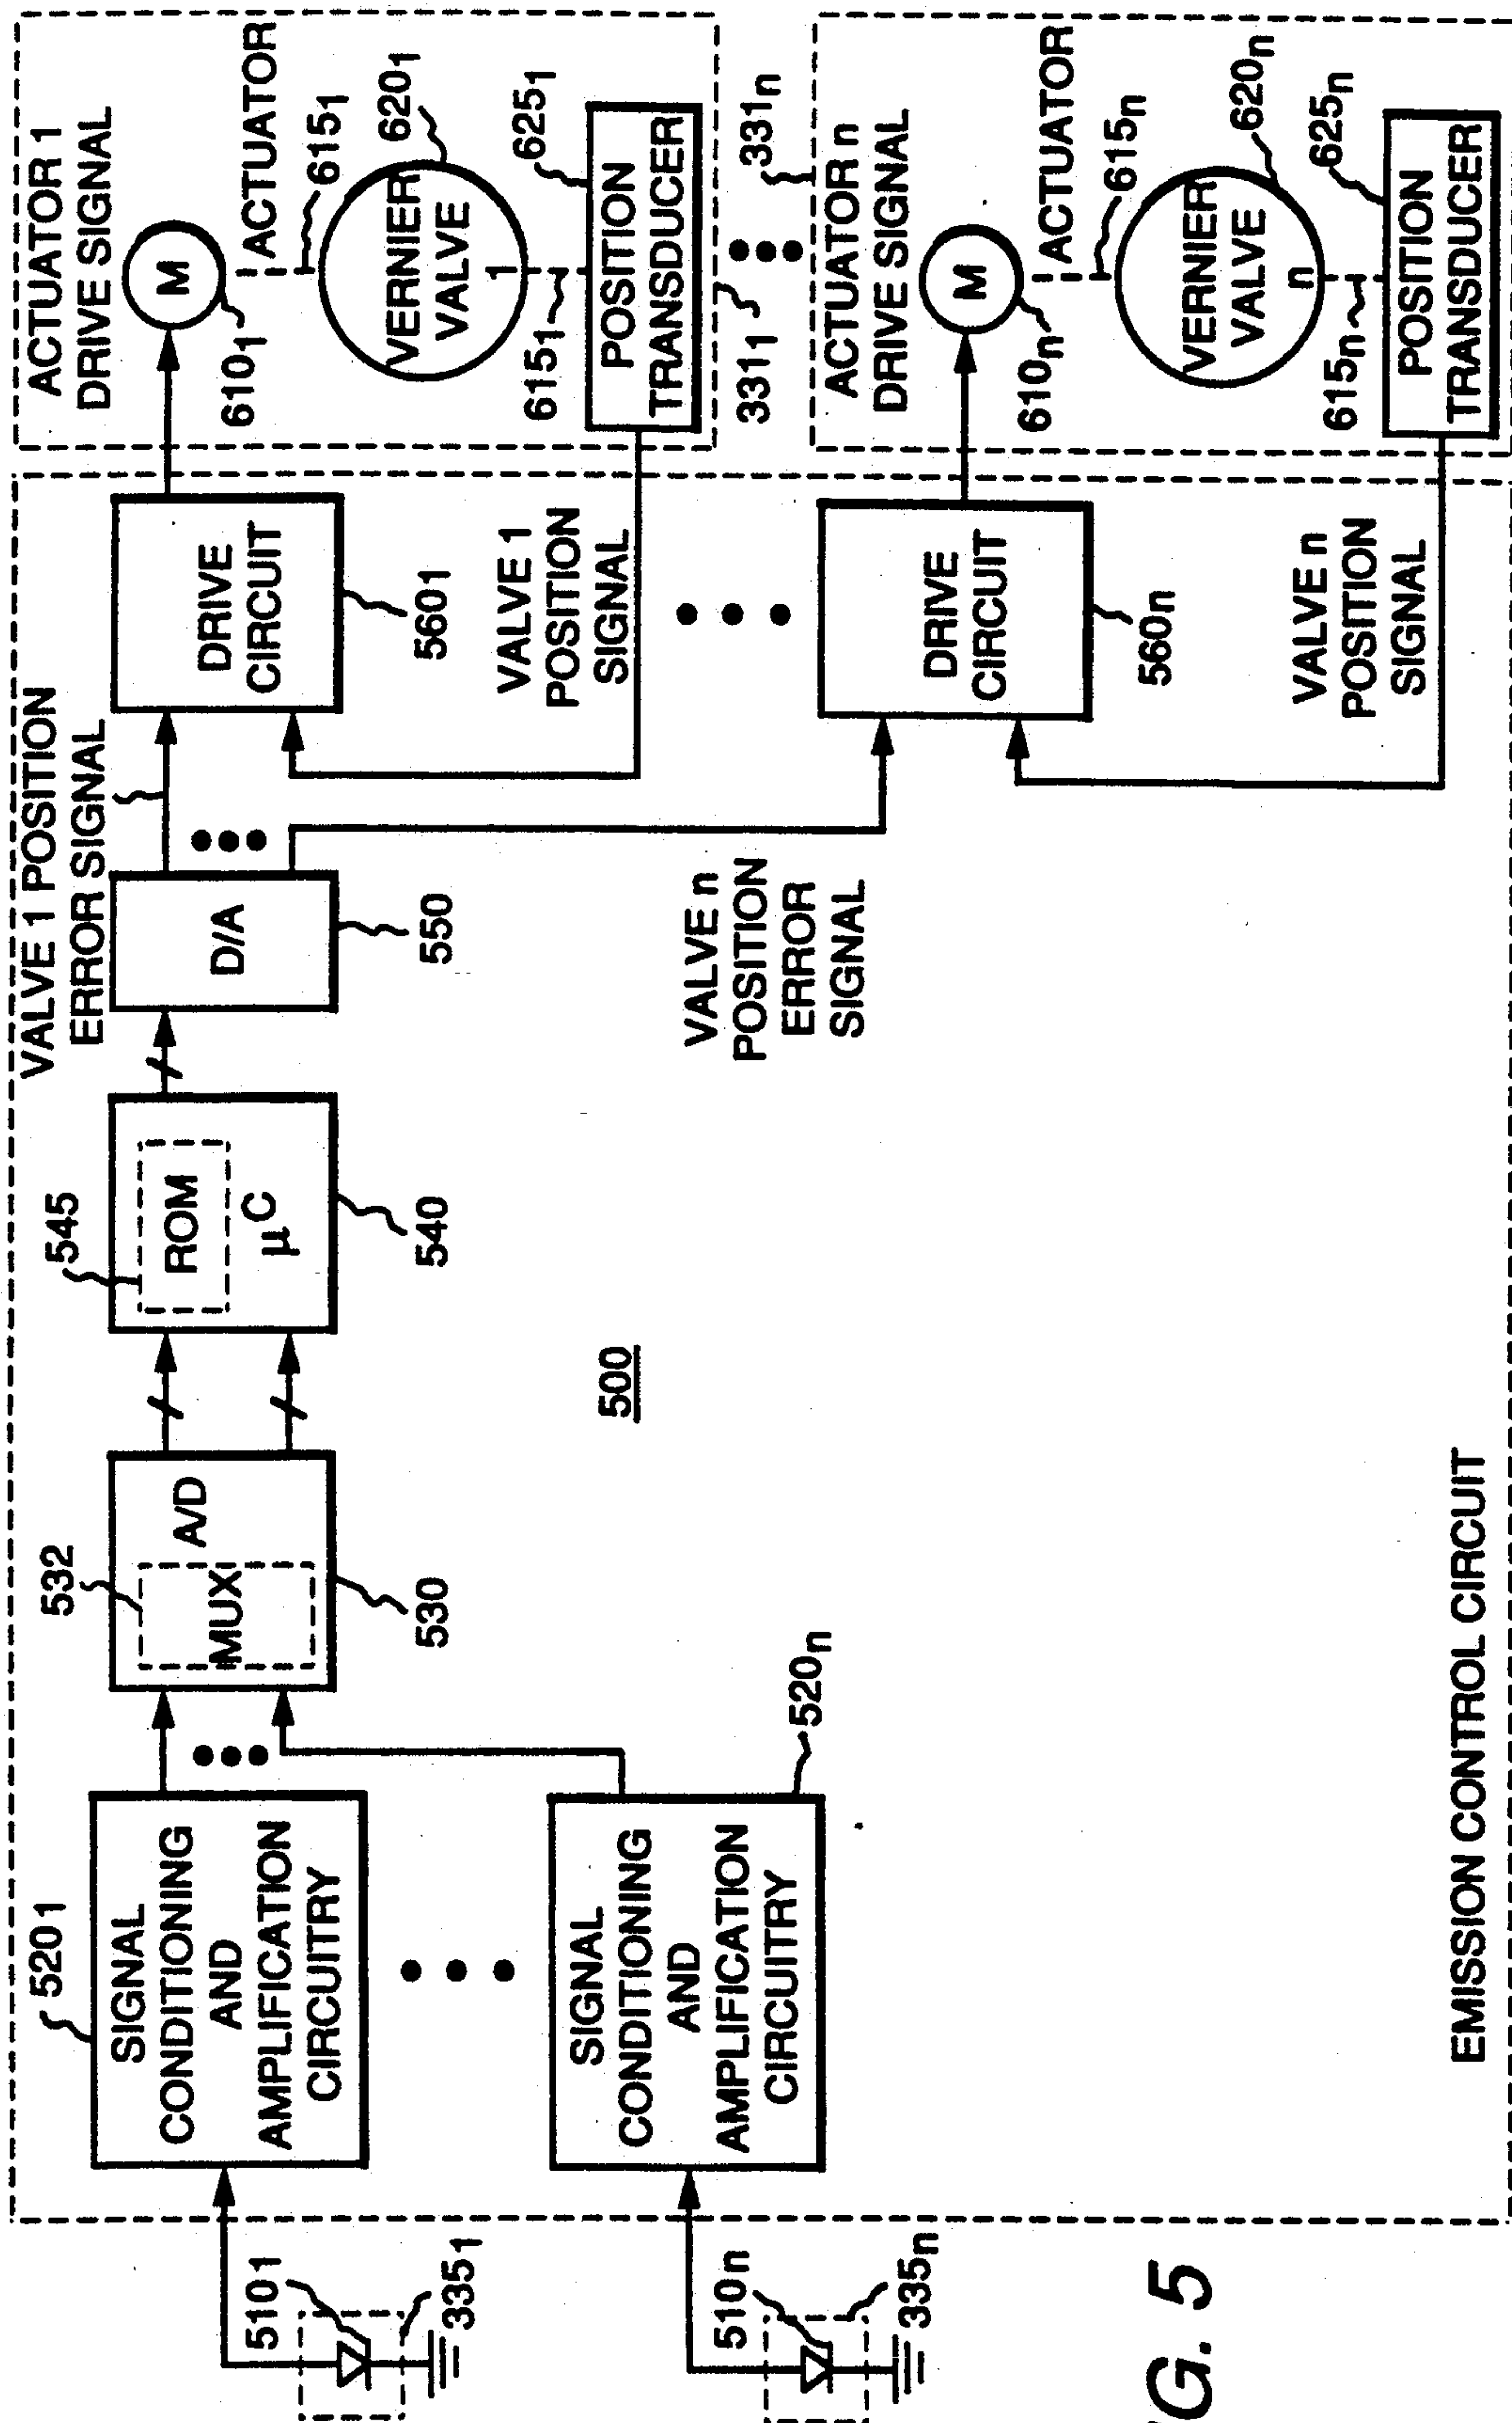 5201
SIGNAL
CONDITIONING
AND
AMPLIFICATION
CIRCUITRY
SIGNAL
CONDITIONING
AND
AMPLIFICATION
CIRCUITRY
520n
5101
3351
510n
335n
532
MUX
A/D
530
545
ROM
μC
540
500
VALVE 1 POSITION
ERROR SIGNAL
D/A
550
VALVE n
POSITION
ERROR
SIGNAL
DRIVE
CIRCUIT
5601
VALVE 1
POSITION
SIGNAL
DRIVE
CIRCUIT
560n
VALVE n
POSITION
SIGNAL
ACTUATOR 1
DRIVE SIGNAL
M
6101
ACTUATOR
6151
VERNIER
VALVE
1
6201
6151
6251
POSITION
TRANSDUCER
3311
331n
ACTUATOR n
DRIVE SIGNAL
M
610n
ACTUATOR
615n
VERNIER
VALVE
n
620n
615n
625n
POSITION
TRANSDUCER
EMISSION CONTROL CIRCUIT
IG. 5